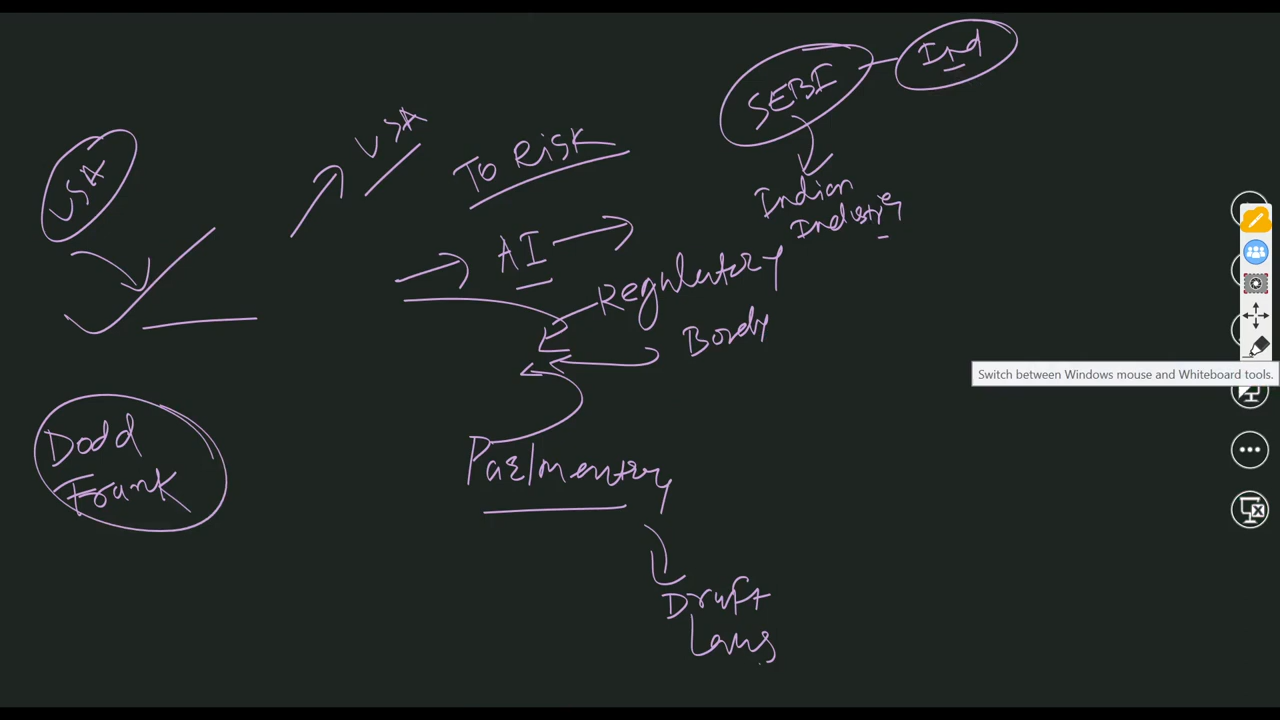 SEBI
Ind
USA
USA
To Risk
Indian
Industry
AI
Regulatory
Body
Switch between Windows mouse and Whiteboard tools.
Dodd
Frank
Parlmentry
Draft
Laws